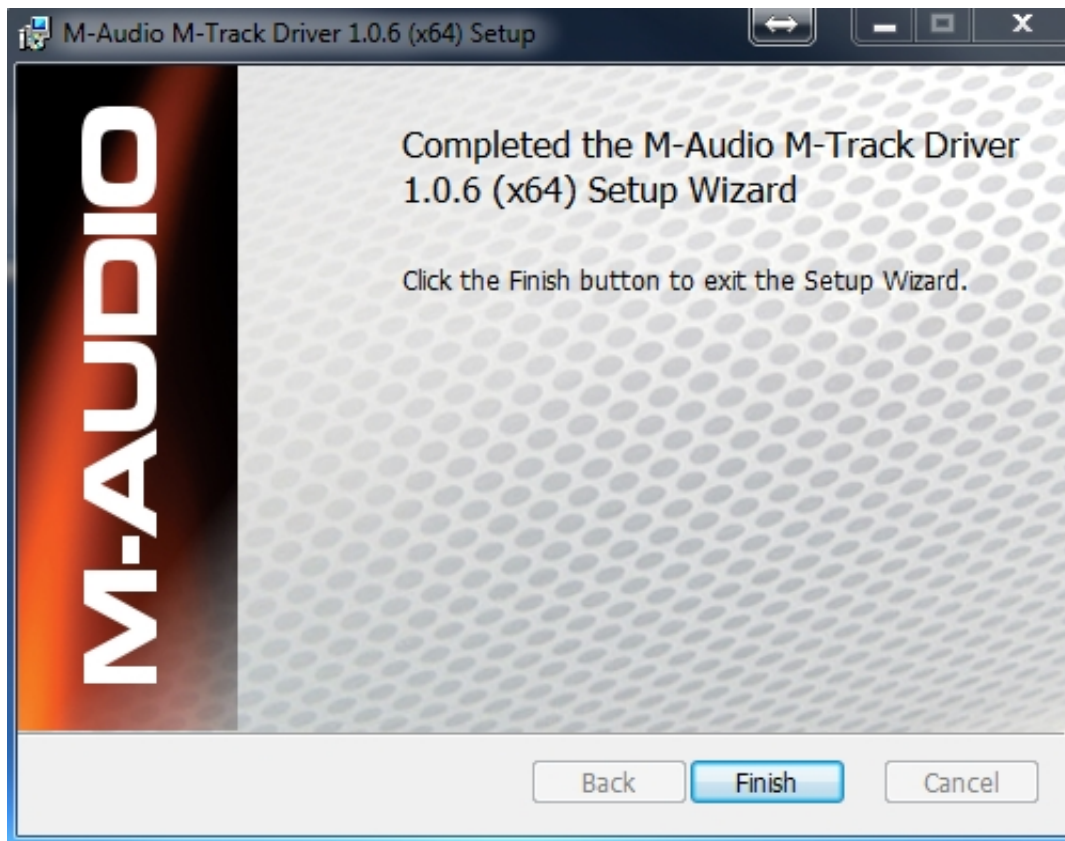 M-Audio M-Track Driver 1.0.6 (x64) Setup
M-AUDIO
Completed the M-Audio M-Track Driver
1.0.6 (x64) Setup Wizard
Click the Finish button to exit the Setup Wizard.
Back
Finish
Cancel